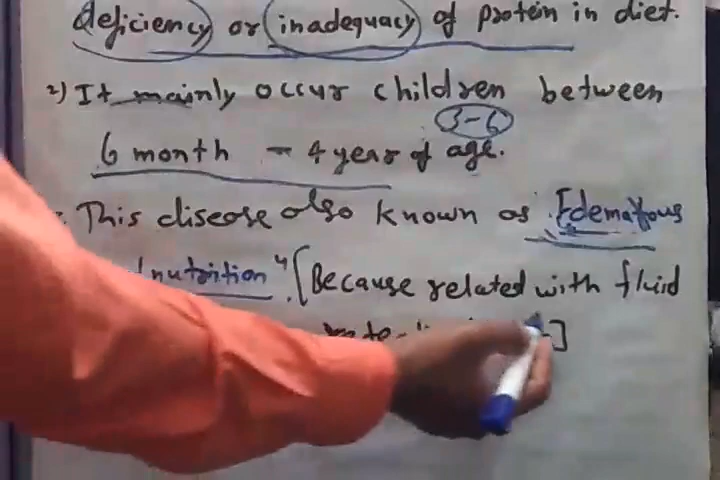 deficiency or inadequacy of protein in diet.
2) It mainly occur children between
3-6
6 month - 4 year of age.
This disease also known as "Edematous
nutrition" [Because related with fluid
]